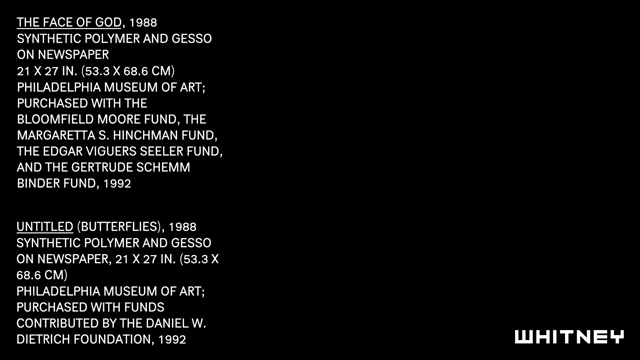 THE FACE OF GOD, 1988
SYNTHETIC POLYMER AND GESSO
ON NEWSPAPER
21 X 27 IN. (53.3 X 68.6 CM)
PHILADELPHIA MUSEUM OF ART;
PURCHASED WITH THE
BLOOMFIELD MOORE FUND, THE
MARGARETTA S. HINCHMAN FUND,
THE EDGAR VIGUERS SEELER FUND,
AND THE GERTRUDE SCHEMM
BINDER FUND, 1992
UNTITLED (BUTTERFLIES), 1988
SYNTHETIC POLYMER AND GESSO
ON NEWSPAPER, 21 X 27 IN. (53.3 X
68.6 CM)
PHILADELPHIA MUSEUM OF ART;
PURCHASED WITH FUNDS
CONTRIBUTED BY THE DANIEL W.
DIETRICH FOUNDATION, 1992
WHITNEY